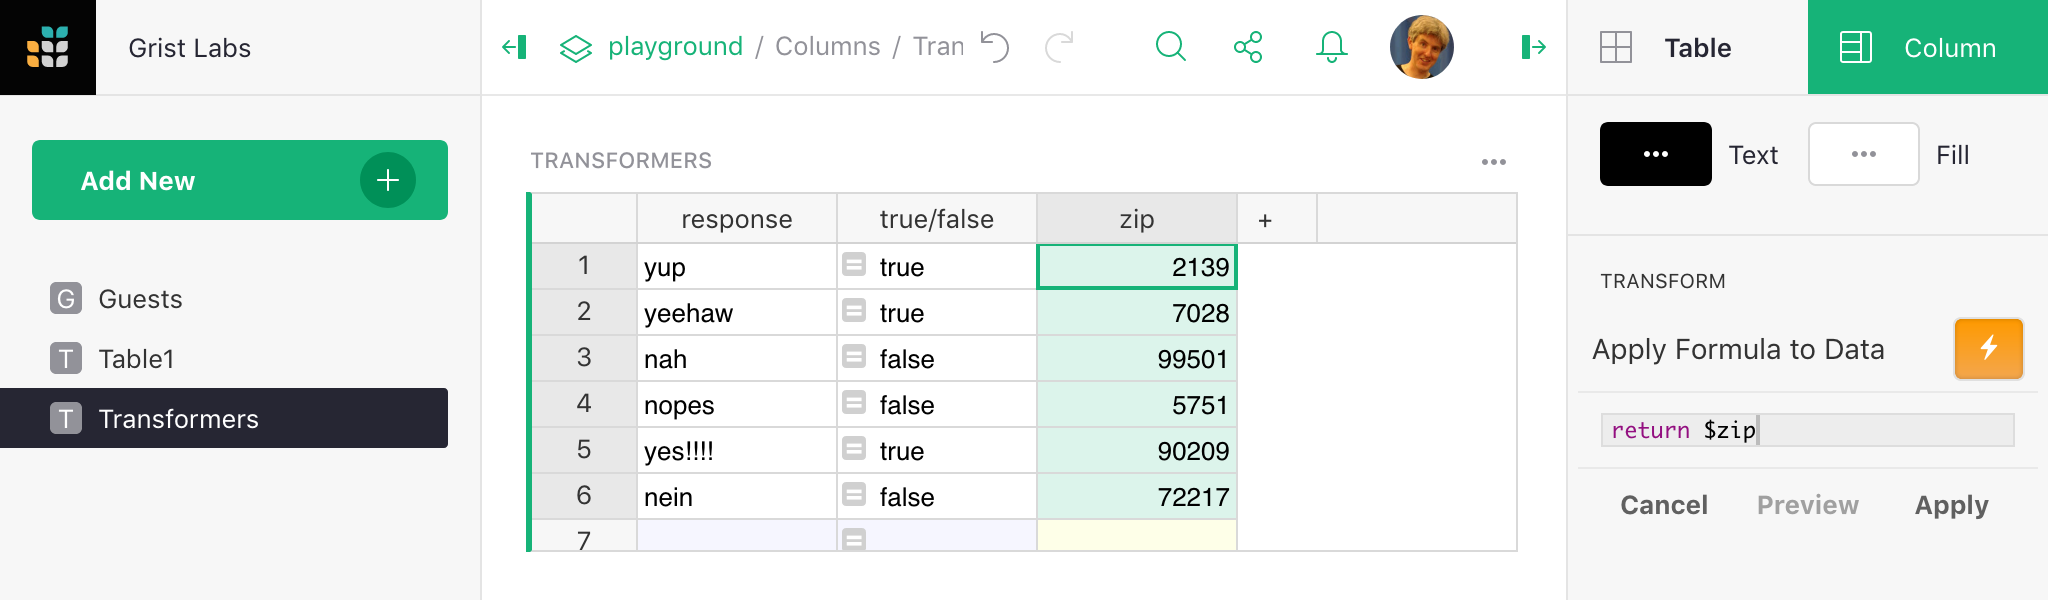 Grist Labs
playground / Columns / Tran
Table
Column
Add New +
G Guests
T Table1
T Transformers
TRANSFORMERS
response true/false zip +
1 yup = true 2139
2 yeehaw = true 7028
3 nah = false 99501
4 nopes = false 5751
5 yes!!!! = true 90209
6 nein = false 72217
7 =
Text
Fill
TRANSFORM
Apply Formula to Data
return $zip
Cancel Preview Apply